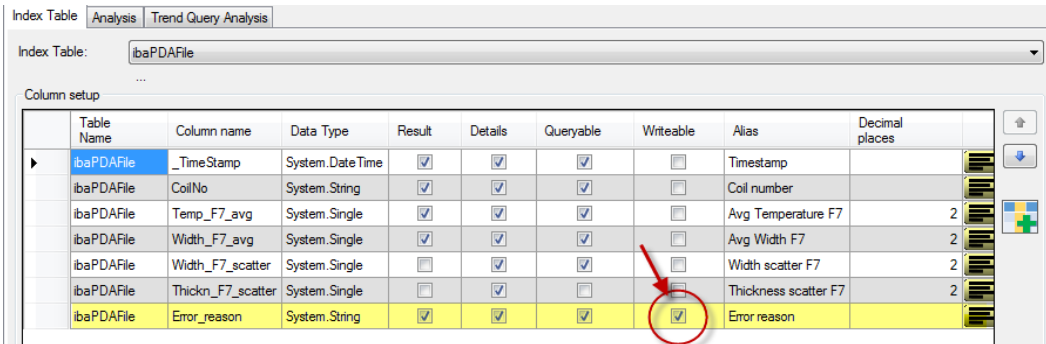 Index Table Analysis Trend Query Analysis
Index Table: ibaPDAFile
...
Column setup
Table Name Column name Data Type Result Details Queryable Writeable Alias Decimal places
ibaPDAFile _TimeStamp System.DateTime Timestamp
ibaPDAFile CoilNo System.String Coil number
ibaPDAFile Temp_F7_avg System.Single Avg Temperature F7 2
ibaPDAFile Width_F7_avg System.Single Avg Width F7 2
ibaPDAFile Width_F7_scatter System.Single Width scatter F7 2
ibaPDAFile Thickn_F7_scatter System.Single Thickness scatter F7 2
ibaPDAFile Error_reason System.String Error reason